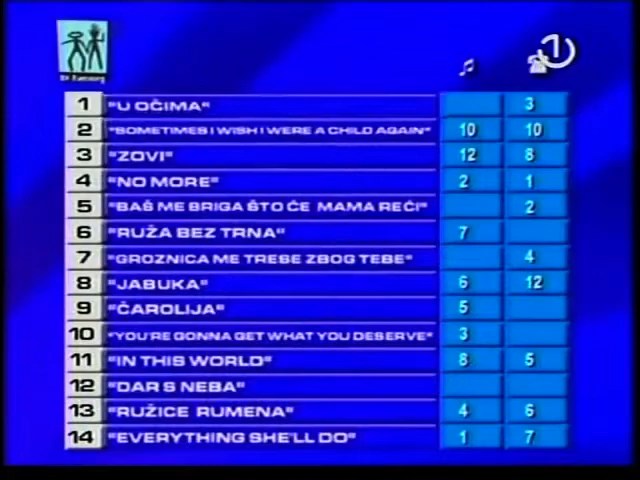 1
1 "U OČIMA" 3
2 "SOMETIMES I WISH I WERE A CHILD AGAIN" 10 10
3 "ZOVI" 12 8
4 "NO MORE" 2 1
5 "BAŠ ME BRIGA ŠTO ĆE MAMA REĆI" 2
6 "RUŽA BEZ TRNA" 7
7 "GROZNICA ME TRESE ZBOG TEBE" 4
8 "JABUKA" 6 12
9 "ČAROLIJA" 5
10 "YOU'RE GONNA GET WHAT YOU DESERVE" 3
11 "IN THIS WORLD" 8 5
12 "DAR S NEBA"
13 "RUŽICE RUMENA" 4 6
14 "EVERYTHING SHE'LL DO" 1 7